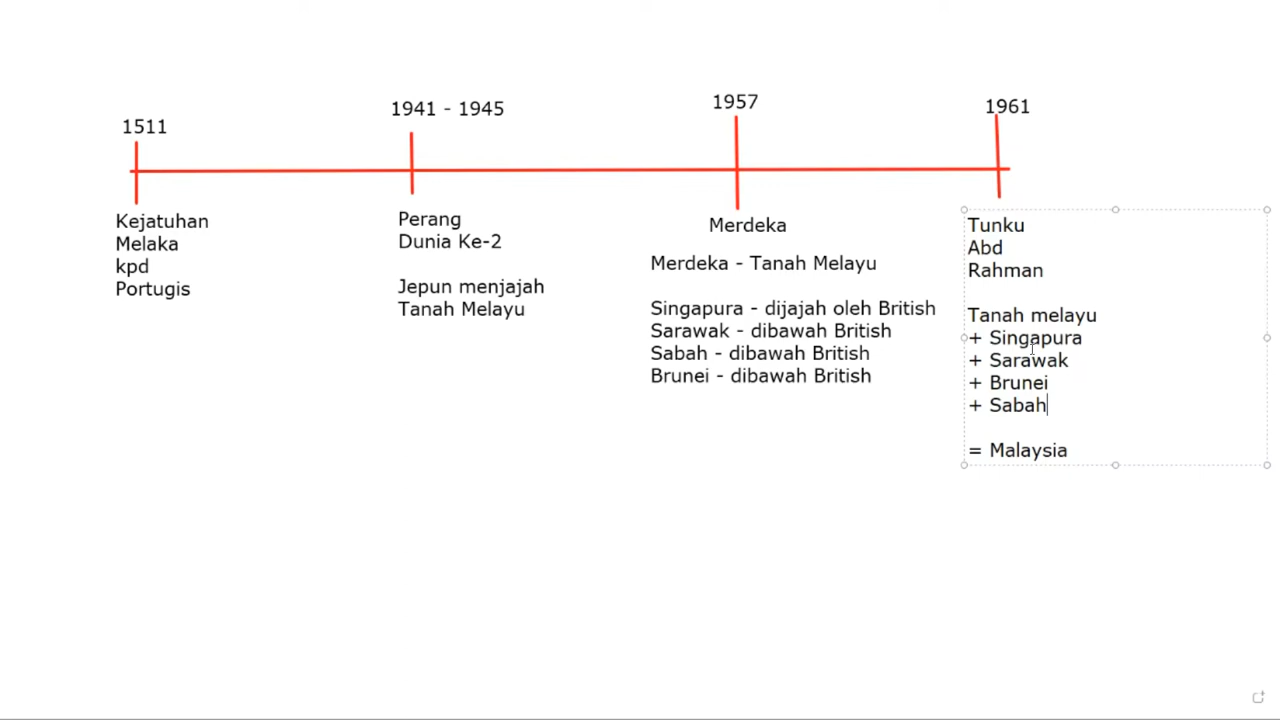 1511
1941 - 1945
1957
1961
Kejatuhan
Melaka
kpd
Portugis
Perang
Dunia Ke-2
Jepun menjajah
Tanah Melayu
Merdeka
Merdeka - Tanah Melayu
Singapura - dijajah oleh British
Sarawak - dibawah British
Sabah - dibawah British
Brunei - dibawah British
Tunku
Abd
Rahman
Tanah melayu
+ Singapura
+ Sarawak
+ Brunei
+ Sabah
= Malaysia